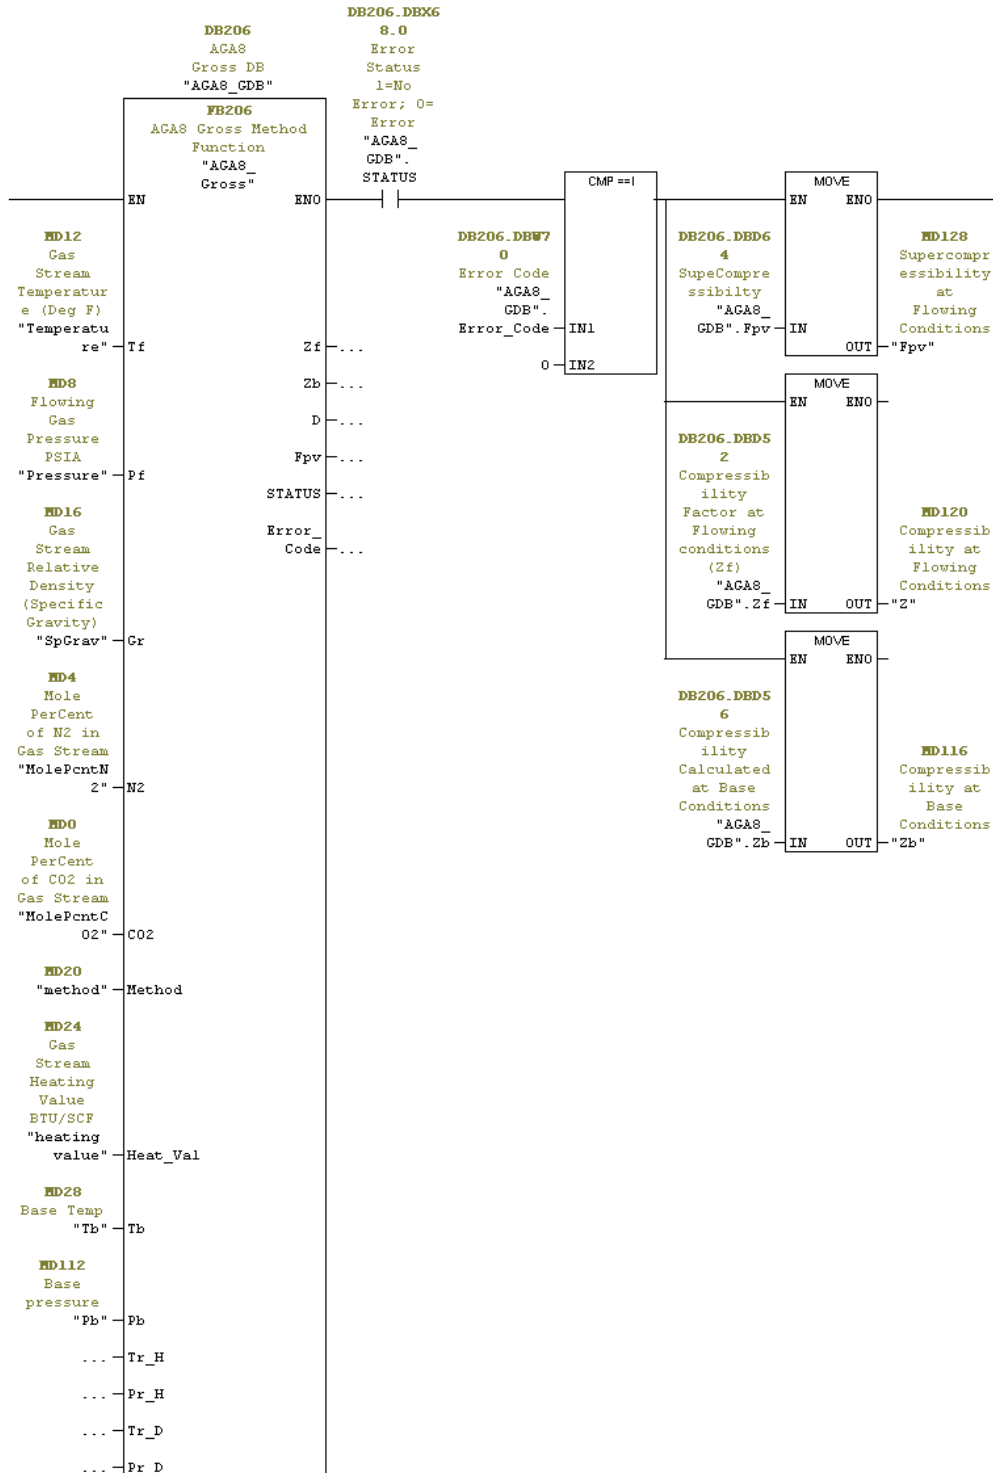 DB206
AGA8
Gross DB
"AGA8_GDB"
FB206
AGA8 Gross Method
Function
"AGA8_
Gross"
EN
ENO
MD12
Gas
Stream
Temperatur
e (Deg F)
"Temperatu
re"
Tf
MD8
Flowing
Gas
Pressure
PSIA
"Pressure"
Pf
MD16
Gas
Stream
Relative
Density
(Specific
Gravity)
"SpGrav"
Gr
MD4
Mole
PerCent
of N2 in
Gas Stream
"MolePcntN
2"
N2
MD0
Mole
PerCent
of CO2 in
Gas Stream
"MolePcntC
O2"
CO2
MD20
"method"
Method
MD24
Gas
Stream
Heating
Value
BTU/SCF
"heating
value"
Heat_Val
MD28
Base Temp
"Tb"
Tb
MD112
Base
pressure
"Pb"
Pb
...
Tr_H
...
Pr_H
...
Tr_D
...
Pr_D
Zf
...
Zb
...
D
...
Fpv
...
STATUS
...
Error_
Code
...
DB206.DBX6
8.0
Error
Status
1=No
Error; 0=
Error
"AGA8_
GDB".
STATUS
CMP ==I
DB206.DBW7
0
Error Code
"AGA8_
GDB".
Error_Code
IN1
0
IN2
MOVE
EN
ENO
DB206.DBD6
4
SupeCompre
ssibilty
"AGA8_
GDB".Fpv
IN
OUT
MD128
Supercompr
essibility
at
Flowing
Conditions
"Fpv"
MOVE
EN
ENO
DB206.DBD5
2
Compressib
ility
Factor at
Flowing
conditions
(Zf)
"AGA8_
GDB".Zf
IN
OUT
MD120
Compressib
ility at
Flowing
Conditions
"Z"
MOVE
EN
ENO
DB206.DBD5
6
Compressib
ility
Calculated
at Base
Conditions
"AGA8_
GDB".Zb
IN
OUT
MD116
Compressib
ility at
Base
Conditions
"Zb"